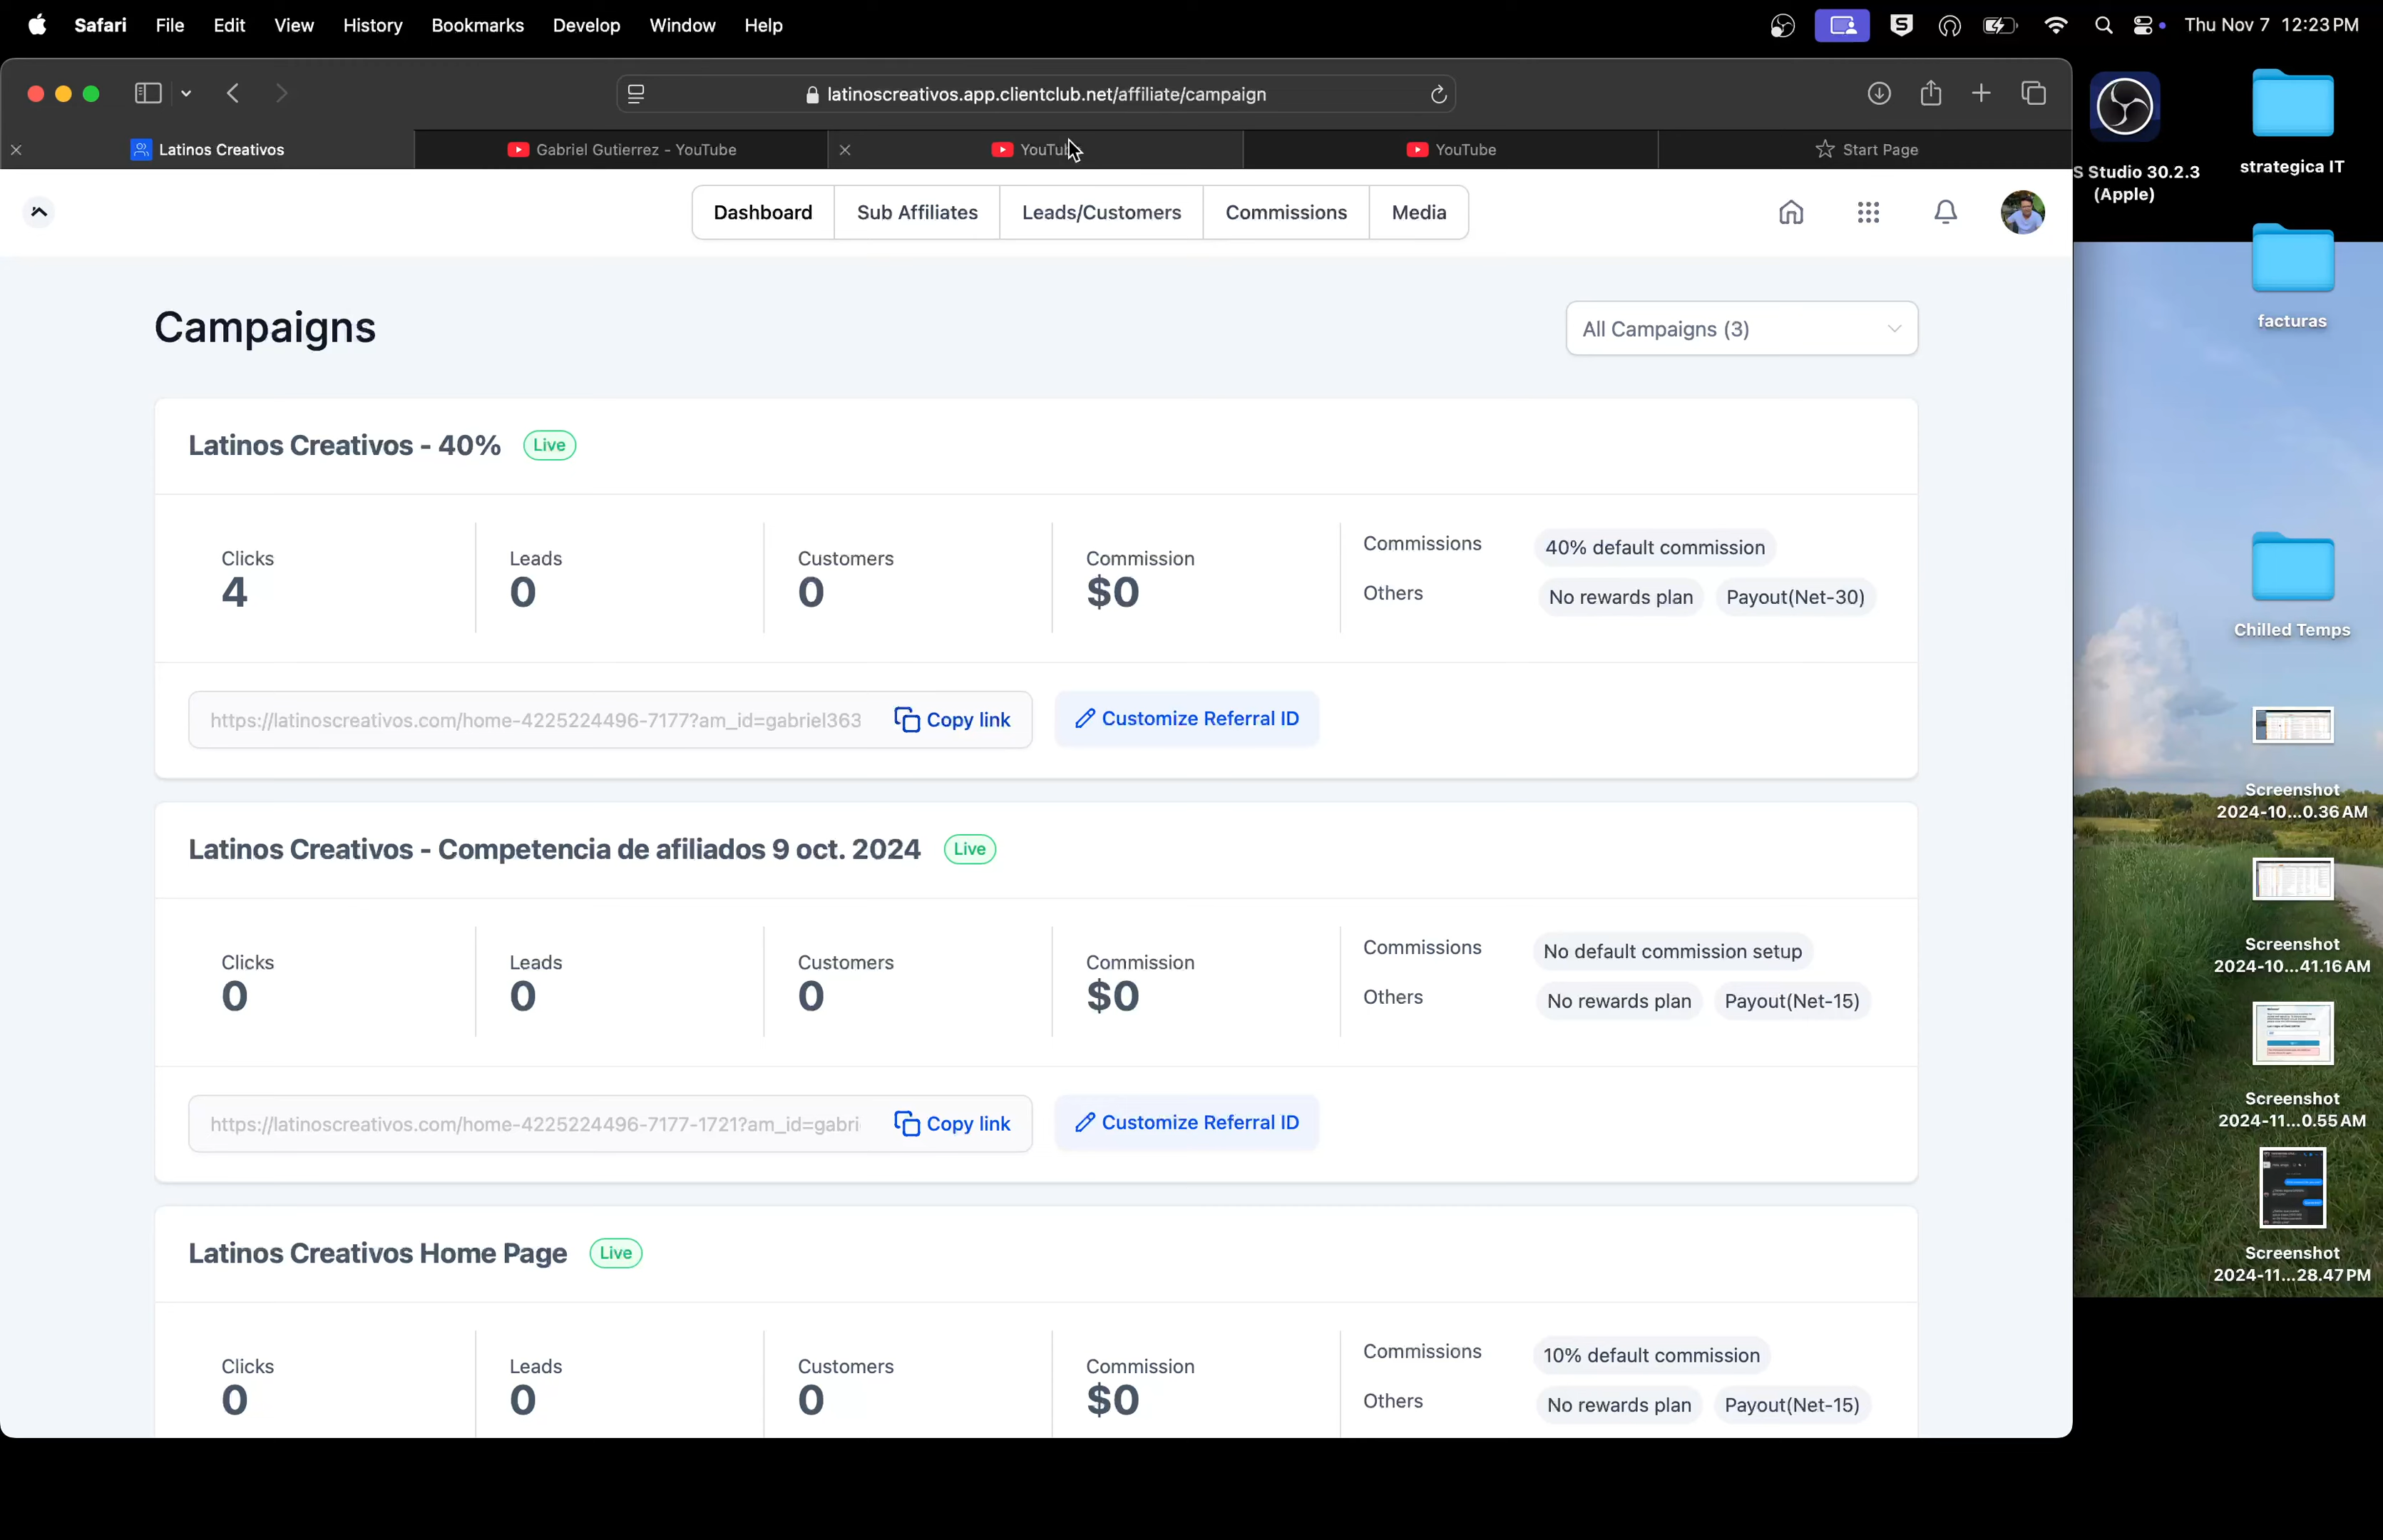 Safari File Edit View History Bookmarks Develop Window Help
Thu Nov 7 12:23 PM
latinoscreativos.app.clientclub.net/affiliate/campaign
Latinos Creativos
Gabriel Gutierrez - YouTube
YouTube
YouTube
Start Page
Dashboard
Sub Affiliates
Leads/Customers
Commissions
Media
Campaigns
All Campaigns (3)
Latinos Creativos - 40%
Live
Clicks
4
Leads
0
Customers
0
Commission
$0
Commissions
40% default commission
Others
No rewards plan
Payout(Net-30)
https://latinoscreativos.com/home-4225224496-7177?am_id=gabriel363
Copy link
Customize Referral ID
Latinos Creativos - Competencia de afiliados 9 oct. 2024
Live
Clicks
0
Leads
0
Customers
0
Commission
$0
Commissions
No default commission setup
Others
No rewards plan
Payout(Net-15)
https://latinoscreativos.com/home-4225224496-7177-1721?am_id=gabri
Copy link
Customize Referral ID
Latinos Creativos Home Page
Live
Clicks
0
Leads
0
Customers
0
Commission
$0
Commissions
10% default commission
Others
No rewards plan
Payout(Net-15)
S Studio 30.2.3
(Apple)
strategica IT
facturas
Chilled Temps
Screenshot
2024-10...0.36 AM
Screenshot
2024-10...41.16 AM
Screenshot
2024-11...0.55 AM
Screenshot
2024-11...28.47 PM